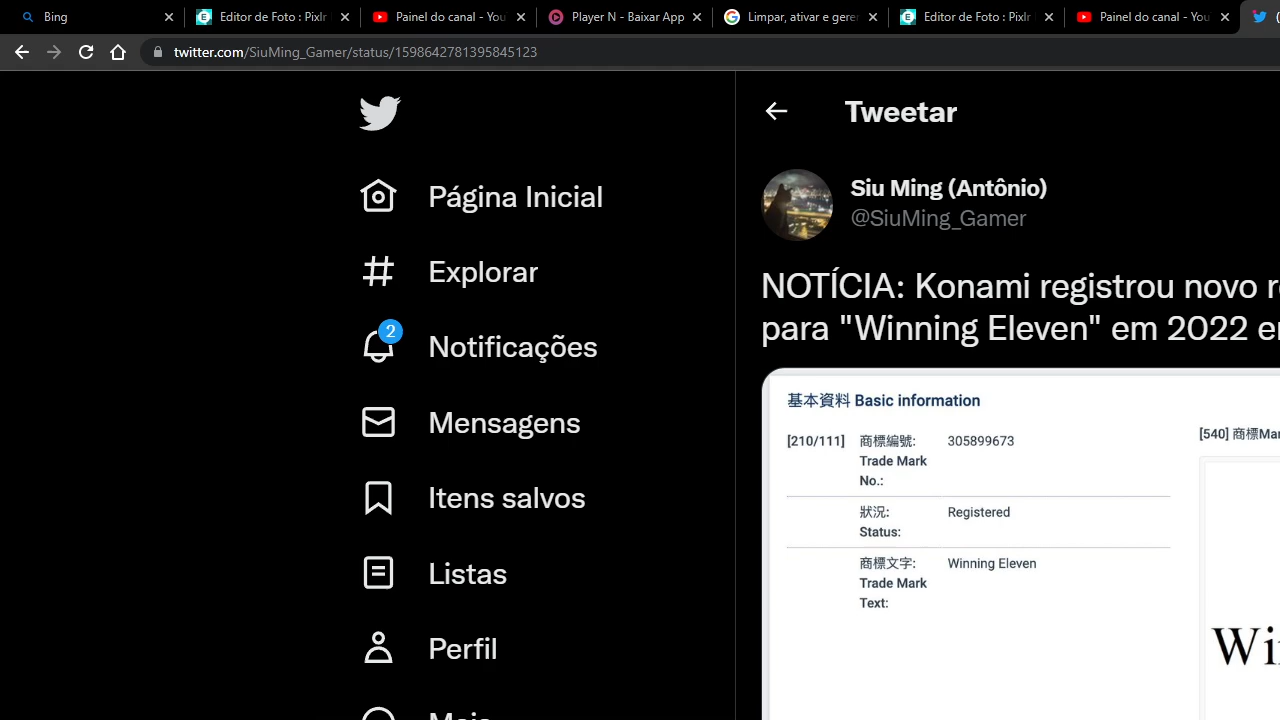 Bing
Editor de Foto : Pixlr
Painel do canal - You
Player N - Baixar App
Limpar, ativar e geren
Editor de Foto : Pixlr
Painel do canal - You
twitter.com/SiuMing_Gamer/status/1598642781395845123
Tweetar
Página Inicial
Explorar
2
Notificações
Mensagens
Itens salvos
Listas
Perfil
Mais
Siu Ming (Antônio)
@SiuMing_Gamer
NOTÍCIA: Konami registrou novo r
para "Winning Eleven" em 2022 e
基本資料 Basic information
[210/111] 商標編號: 305899673
Trade Mark
No.:
狀況: Registered
Status:
商標文字: Winning Eleven
Trade Mark
Text:
[540] 商標Mar
Wi